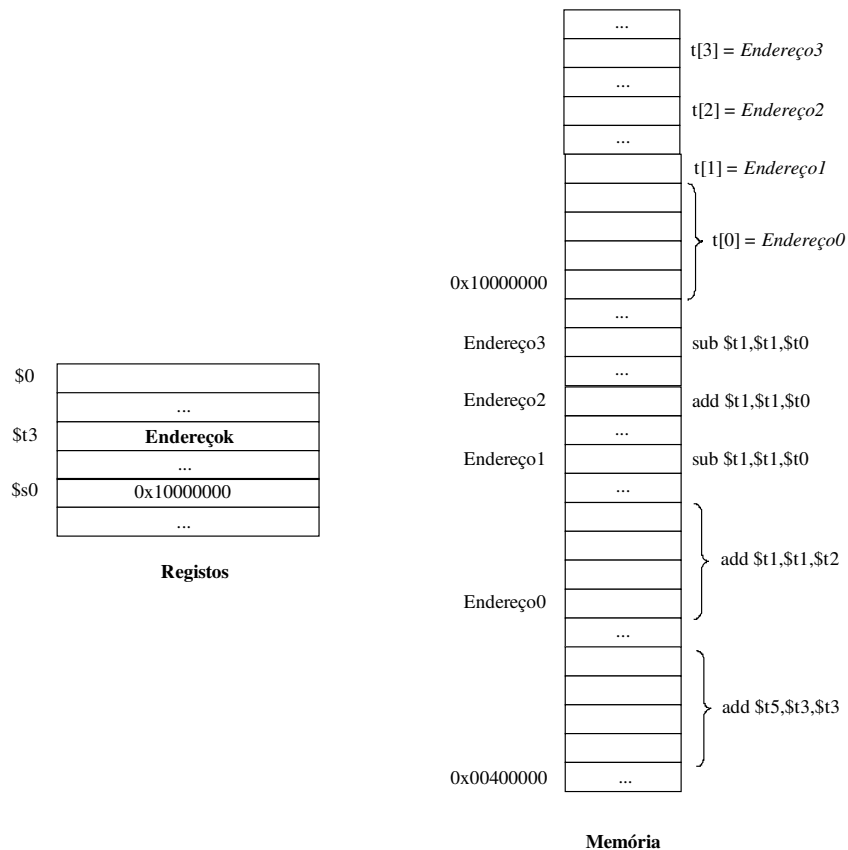 ...
t[3] = Endereço3
...
t[2] = Endereço2
...
t[1] = Endereço1
t[0] = Endereço0
0x10000000
...
Endereço3 sub $t1,$t1,$t0
...
Endereço2 add $t1,$t1,$t0
...
Endereço1 sub $t1,$t1,$t0
...
add $t1,$t1,$t2
Endereço0
...
add $t5,$t3,$t3
0x00400000 ...
Memória
$0
...
$t3 Endereçok
...
$s0 0x10000000
...
Registos